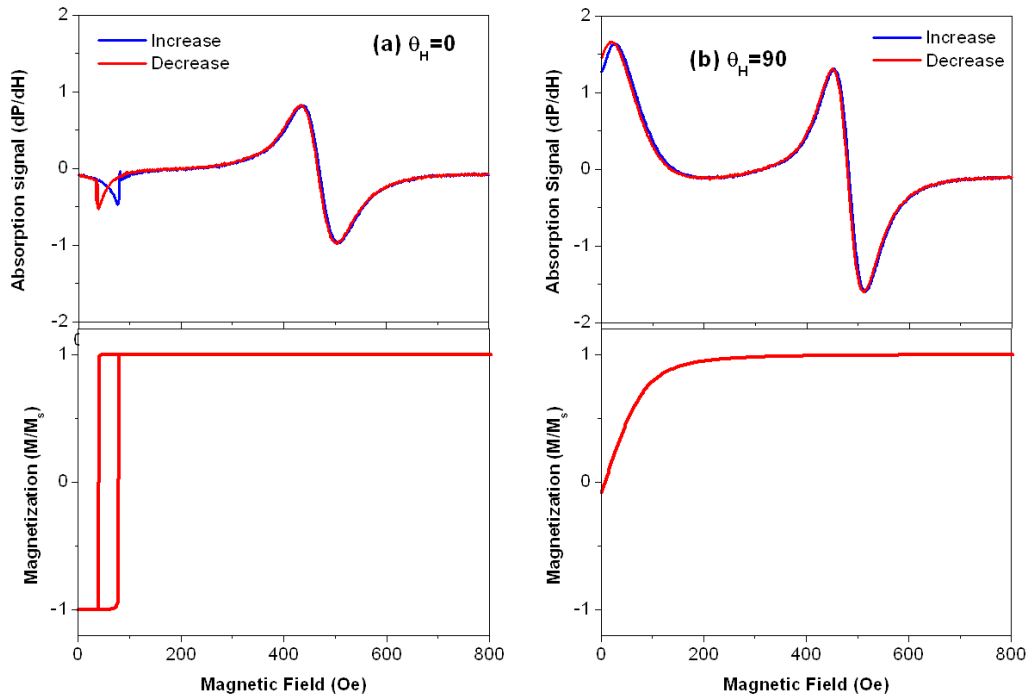 2
1
0
-1
-2
Absorption signal (dP/dH)
Increase
Decrease
(a) θH=0
0
1
0
-1
Magnetization (M/Ms)
0 200 400 600 800
Magnetic Field (Oe)
2
1
0
-1
-2
Absorption Signal (dP/dH)
(b) θH=90
Increase
Decrease
1
0
-1
Magnetization (M/Ms)
0 200 400 600 800
Magnetic Field (Oe)